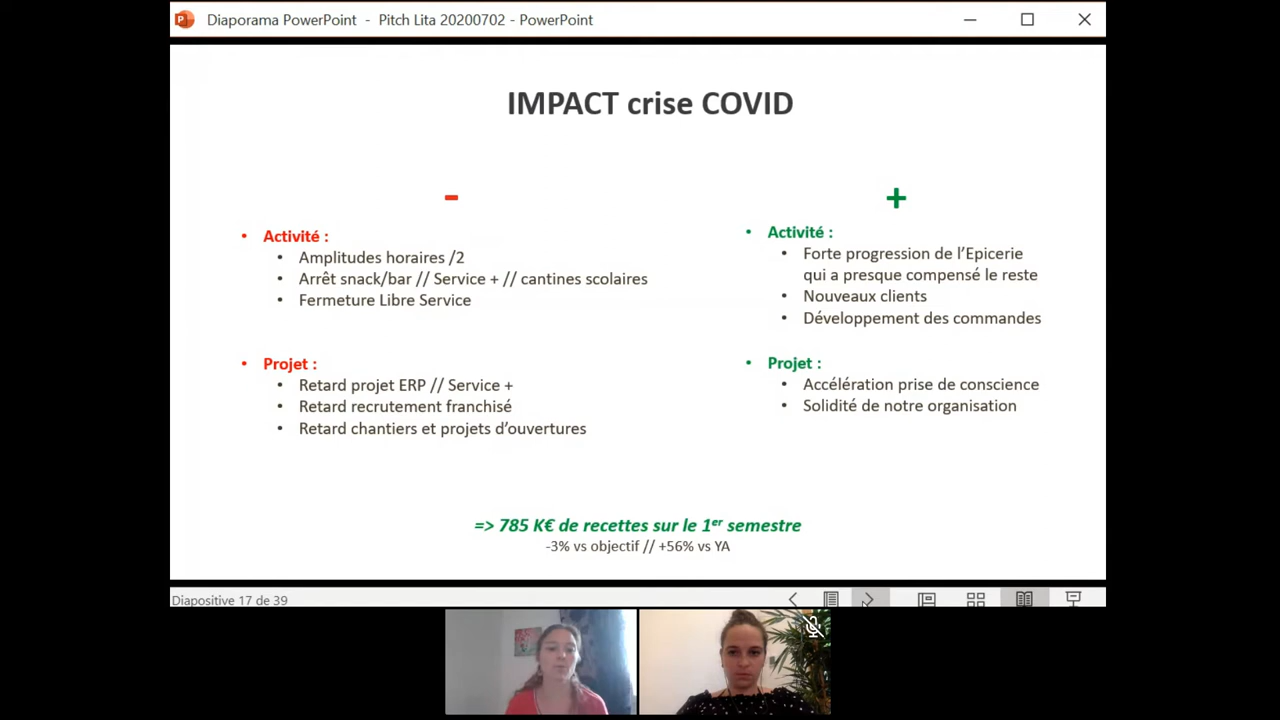 Diaporama PowerPoint - Pitch Lita 20200702 - PowerPoint
IMPACT crise COVID
-
• Activité :
• Amplitudes horaires /2
• Arrêt snack/bar // Service + // cantines scolaires
• Fermeture Libre Service
• Projet :
• Retard projet ERP // Service +
• Retard recrutement franchisé
• Retard chantiers et projets d’ouvertures
+
• Activité :
• Forte progression de l’Epicerie
qui a presque compensé le reste
• Nouveaux clients
• Développement des commandes
• Projet :
• Accélération prise de conscience
• Solidité de notre organisation
=> 785 K€ de recettes sur le 1er semestre
-3% vs objectif // +56% vs YA
Diapositive 17 de 39